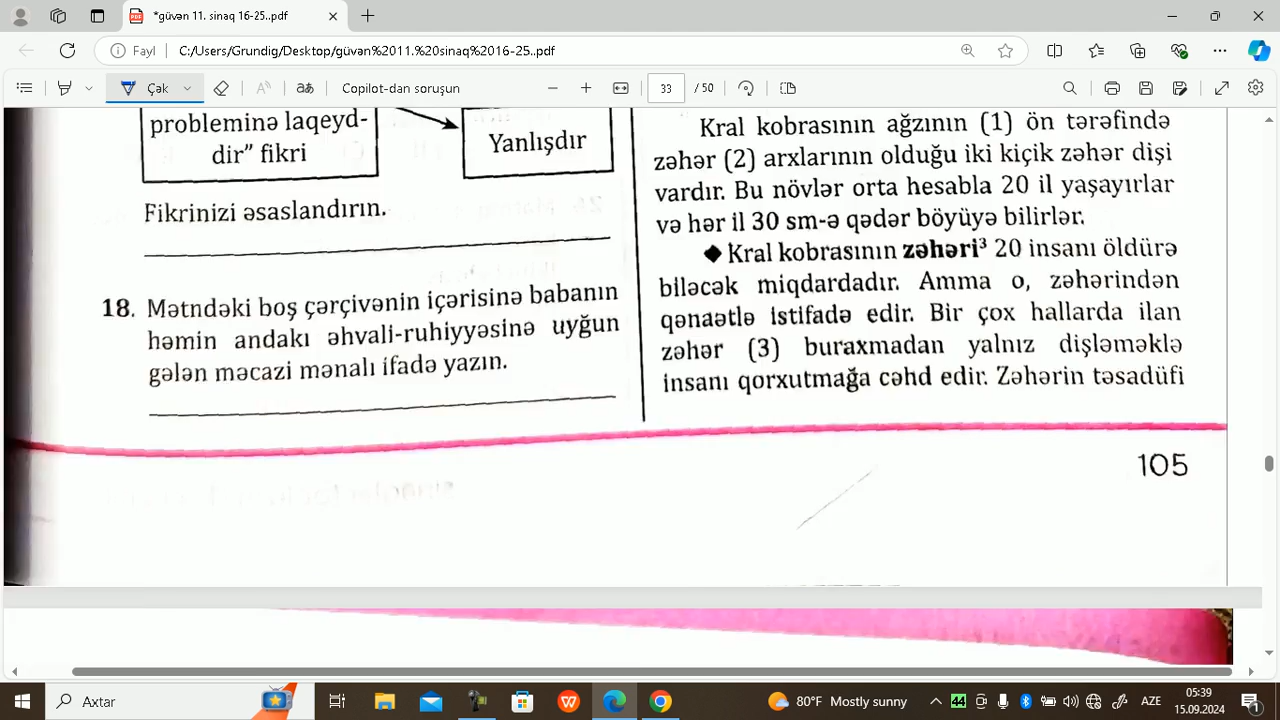 *güvən 11. sinaq 16-25..pdf
Fayl
C:/Users/Grundig/Desktop/güvən%2011.%20sınaq%2016-25..pdf
Çək
Copilot-dan soruşun
33
/ 50
probleminə laqeyd-
dir” fikri
Yanlışdır
Fikrinizi əsaslandırın.
18. Mətndəki boş çərçivənin içərisinə babanın
həmin andakı əhvali-ruhiyyəsinə uyğun
gələn məcazi mənalı ifadə yazın.
Kral kobrasının ağzının (1) ön tərəfində
zəhər (2) arxlarının olduğu iki kiçik zəhər dişi
vardır. Bu növlər orta hesabla 20 il yaşayırlar
və hər il 30 sm-ə qədər böyüyə bilirlər.
◆ Kral kobrasının zəhəri³ 20 insanı öldürə
biləcək miqdardadır. Amma o, zəhərindən
qənaətlə istifadə edir. Bir çox hallarda ilan
zəhər (3) buraxmadan yalnız dişləməklə
insanı qorxutmağa cəhd edir. Zəhərin təsadüfi
105
Axtar
80°F Mostly sunny
44
AZE
05:39
15.09.2024